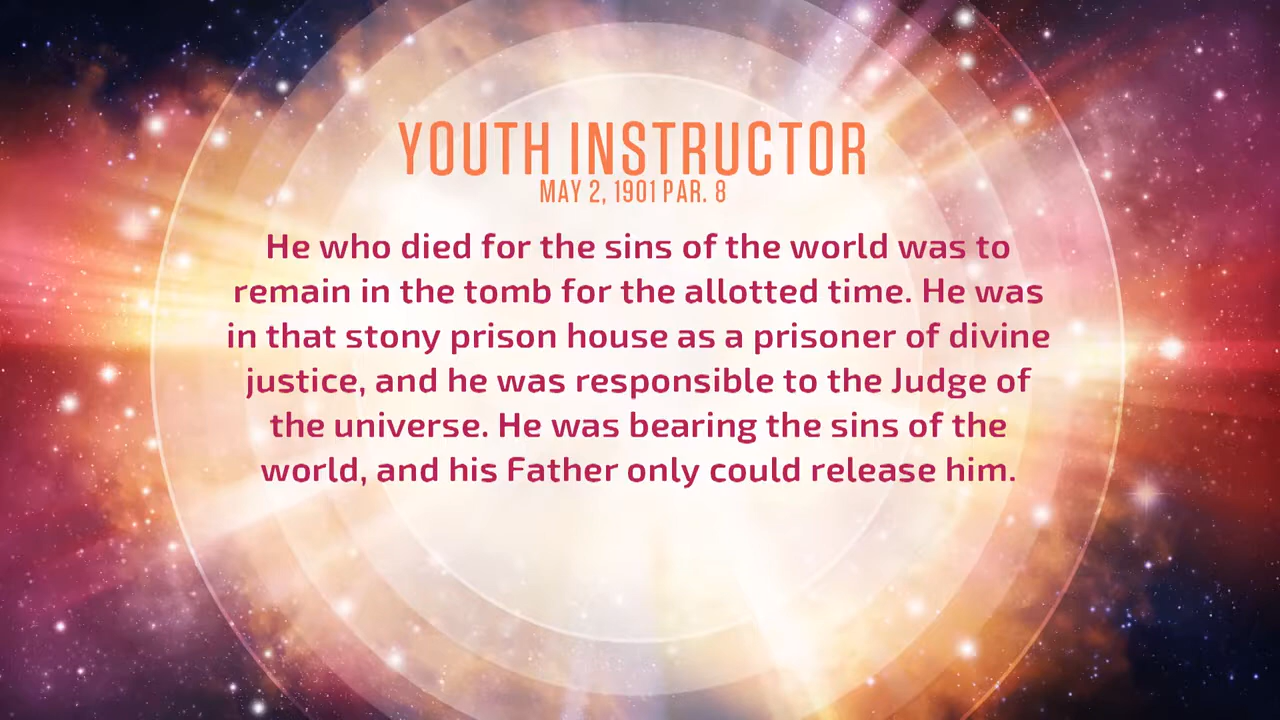 YOUTH INSTRUCTOR
MAY 2, 1901 PAR. 8
He who died for the sins of the world was to
remain in the tomb for the allotted time. He was
in that stony prison house as a prisoner of divine
justice, and he was responsible to the Judge of
the universe. He was bearing the sins of the
world, and his Father only could release him.